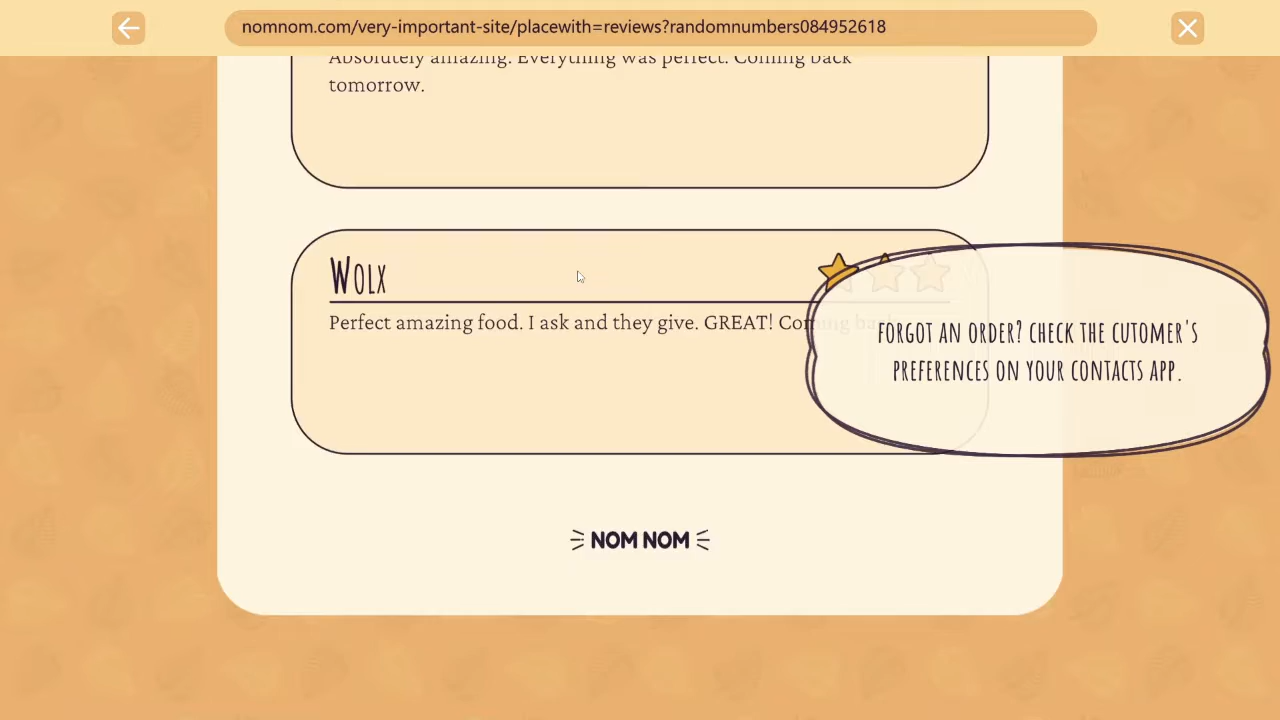 nomnom.com/very-important-site/placewith=reviews?randomnumbers084952618
Absolutely amazing. Everything was perfect. Coming back
tomorrow.
WOLX
Perfect amazing food. I ask and they give. GREAT! Coming back
FORGOT AN ORDER? CHECK THE CUTOMER'S
PREFERENCES ON YOUR CONTACTS APP.
NOM NOM